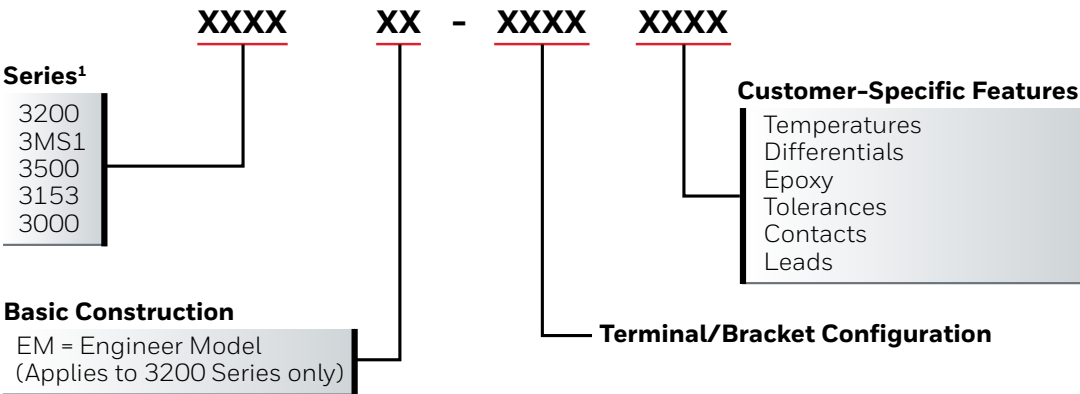 XXXX XX - XXXX XXXX
Series¹
3200
3MS1
3500
3153
3000
Customer-Specific Features
Temperatures
Differentials
Epoxy
Tolerances
Contacts
Leads
Basic Construction
EM = Engineer Model
(Applies to 3200 Series only)
Terminal/Bracket Configuration